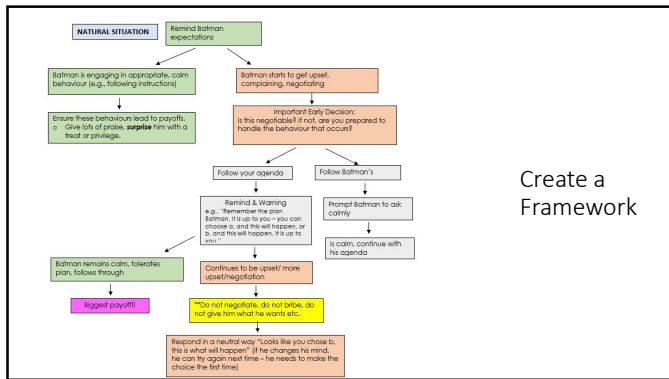 NATURAL SITUATION
Remind Batman
expectations
Batman is engaging in appropriate, calm
behaviour (e.g., following instructions)
Batman starts to get upset,
complaining, negotiating
Ensure these behaviours lead to payoffs.
o Give lots of praise, surprise him with a
treat or privilege.
Important Early Decision:
Is this negotiable? If not, are you prepared to
handle the behaviour that occurs?
Follow your agenda
Follow Batman's
Create a
Framework
Remind & Warning
e.g., "Remember the plan
Batman. It is up to you – you can
choose a, and this will happen, or
b, and this will happen. It is up to
you."
Prompt Batman to ask
calmly
Is calm, continue with
his agenda
Batman remains calm, tolerates
plan, follows through
Continues to be upset/ more
upset/negotiation
Biggest payoff!!
**Do not negotiate, do not bribe, do
not give him what he wants etc.
Respond in a neutral way "Looks like you chose b,
this is what will happen" (if he changes his mind,
he can try again next time – he needs to make the
choice the first time)